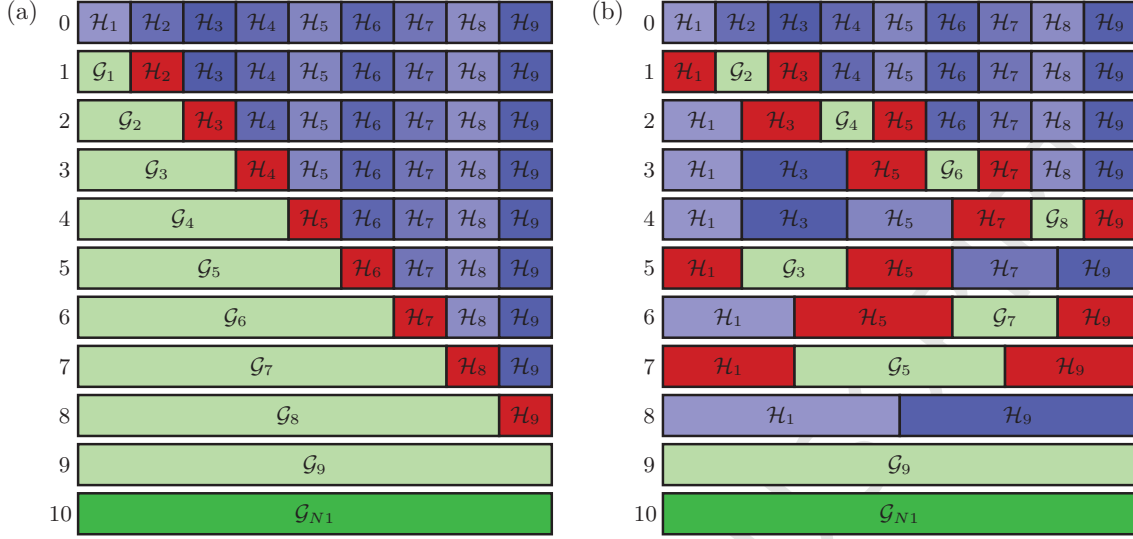 (a)
0 ℋ₁ ℋ₂ ℋ₃ ℋ₄ ℋ₅ ℋ₆ ℋ₇ ℋ₈ ℋ₉
1 𝒢₁ ℋ₂ ℋ₃ ℋ₄ ℋ₅ ℋ₆ ℋ₇ ℋ₈ ℋ₉
2 𝒢₂ ℋ₃ ℋ₄ ℋ₅ ℋ₆ ℋ₇ ℋ₈ ℋ₉
3 𝒢₃ ℋ₄ ℋ₅ ℋ₆ ℋ₇ ℋ₈ ℋ₉
4 𝒢₄ ℋ₅ ℋ₆ ℋ₇ ℋ₈ ℋ₉
5 𝒢₅ ℋ₆ ℋ₇ ℋ₈ ℋ₉
6 𝒢₆ ℋ₇ ℋ₈ ℋ₉
7 𝒢₇ ℋ₈ ℋ₉
8 𝒢₈ ℋ₉
9 𝒢₉
10 𝒢_{N1}
(b)
0 ℋ₁ ℋ₂ ℋ₃ ℋ₄ ℋ₅ ℋ₆ ℋ₇ ℋ₈ ℋ₉
1 ℋ₁ 𝒢₂ ℋ₃ ℋ₄ ℋ₅ ℋ₆ ℋ₇ ℋ₈ ℋ₉
2 ℋ₁ ℋ₃ 𝒢₄ ℋ₅ ℋ₆ ℋ₇ ℋ₈ ℋ₉
3 ℋ₁ ℋ₃ ℋ₅ 𝒢₆ ℋ₇ ℋ₈ ℋ₉
4 ℋ₁ ℋ₃ ℋ₅ ℋ₇ 𝒢₈ ℋ₉
5 ℋ₁ 𝒢₃ ℋ₅ ℋ₇ ℋ₉
6 ℋ₁ ℋ₅ 𝒢₇ ℋ₉
7 ℋ₁ 𝒢₅ ℋ₉
8 ℋ₁ ℋ₉
9 𝒢₉
10 𝒢_{N1}